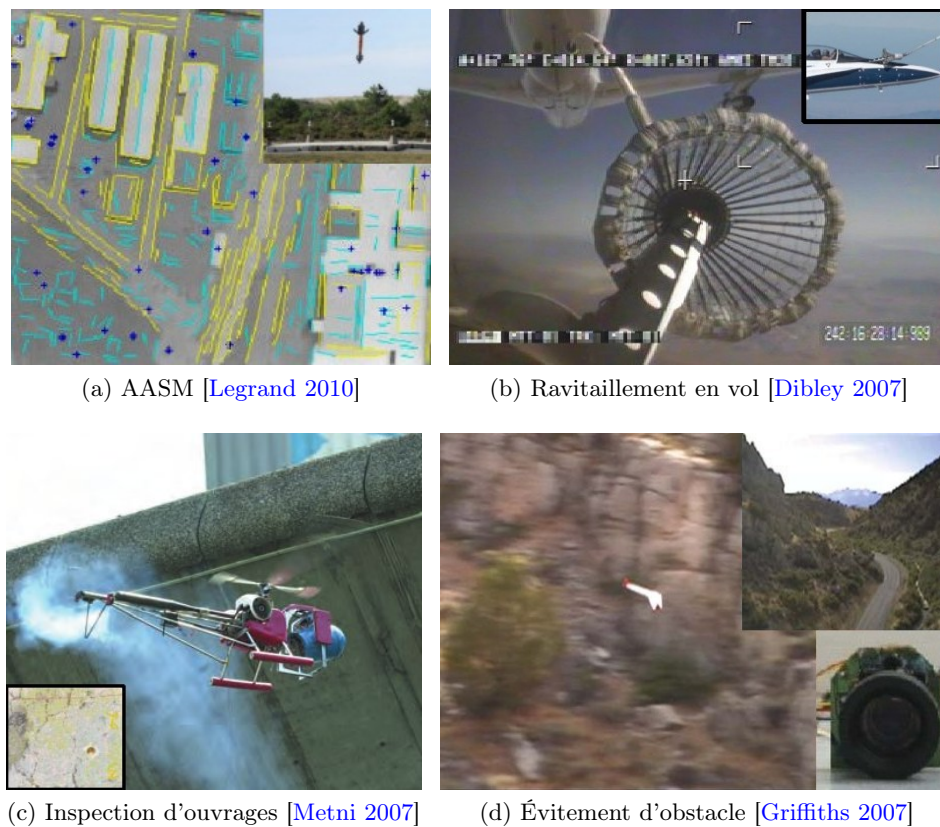 (a) AASM [Legrand 2010]
242:16:28:14:989
(b) Ravitaillement en vol [Dibley 2007]
(c) Inspection d'ouvrages [Metni 2007]
(d) Évitement d'obstacle [Griffiths 2007]